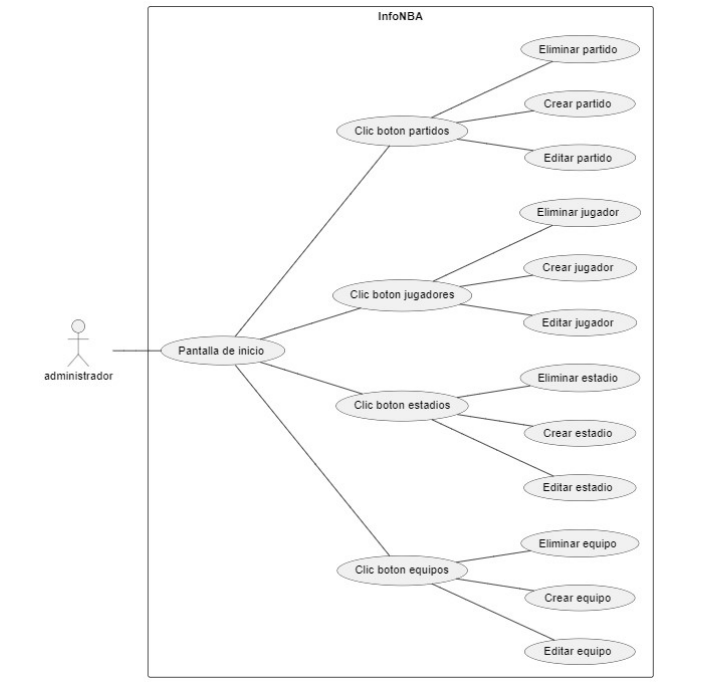 InfoNBA
Eliminar partido
Crear partido
Clic boton partidos
Editar partido
Eliminar jugador
Crear jugador
Clic boton jugadores
Editar jugador
Pantalla de inicio
administrador
Eliminar estadio
Clic boton estadios
Crear estadio
Editar estadio
Eliminar equipo
Clic boton equipos
Crear equipo
Editar equipo